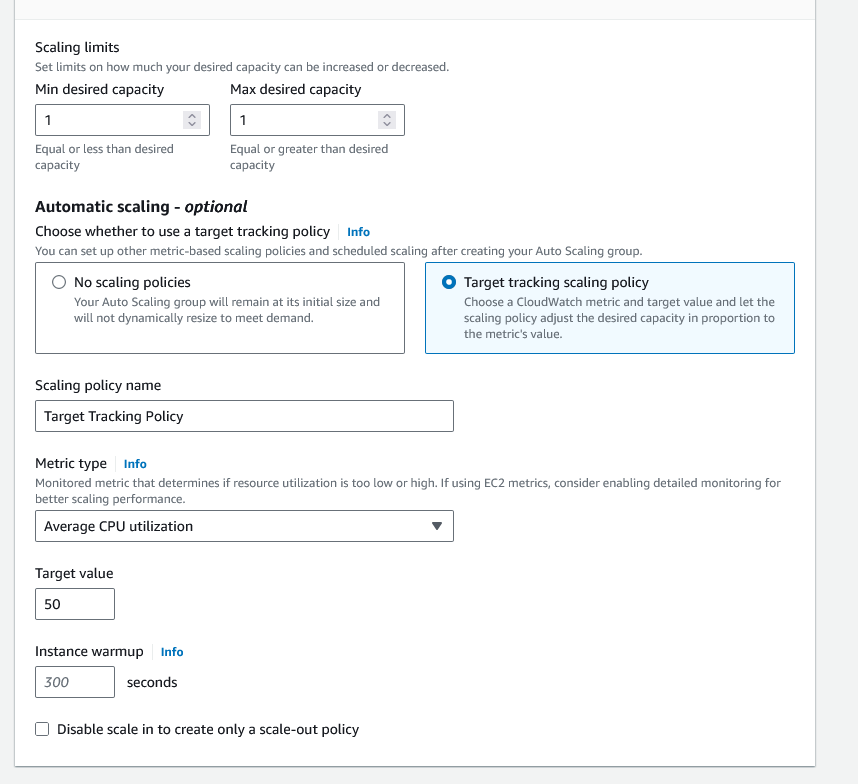 Scaling limits
Set limits on how much your desired capacity can be increased or decreased.
Min desired capacity
Max desired capacity
1
1
Equal or less than desired
capacity
Equal or greater than desired
capacity
Automatic scaling - optional
Choose whether to use a target tracking policy Info
You can set up other metric-based scaling policies and scheduled scaling after creating your Auto Scaling group.
No scaling policies
Your Auto Scaling group will remain at its initial size and
will not dynamically resize to meet demand.
Target tracking scaling policy
Choose a CloudWatch metric and target value and let the
scaling policy adjust the desired capacity in proportion to
the metric's value.
Scaling policy name
Target Tracking Policy
Metric type Info
Monitored metric that determines if resource utilization is too low or high. If using EC2 metrics, consider enabling detailed monitoring for
better scaling performance.
Average CPU utilization
Target value
50
Instance warmup Info
300 seconds
Disable scale in to create only a scale-out policy